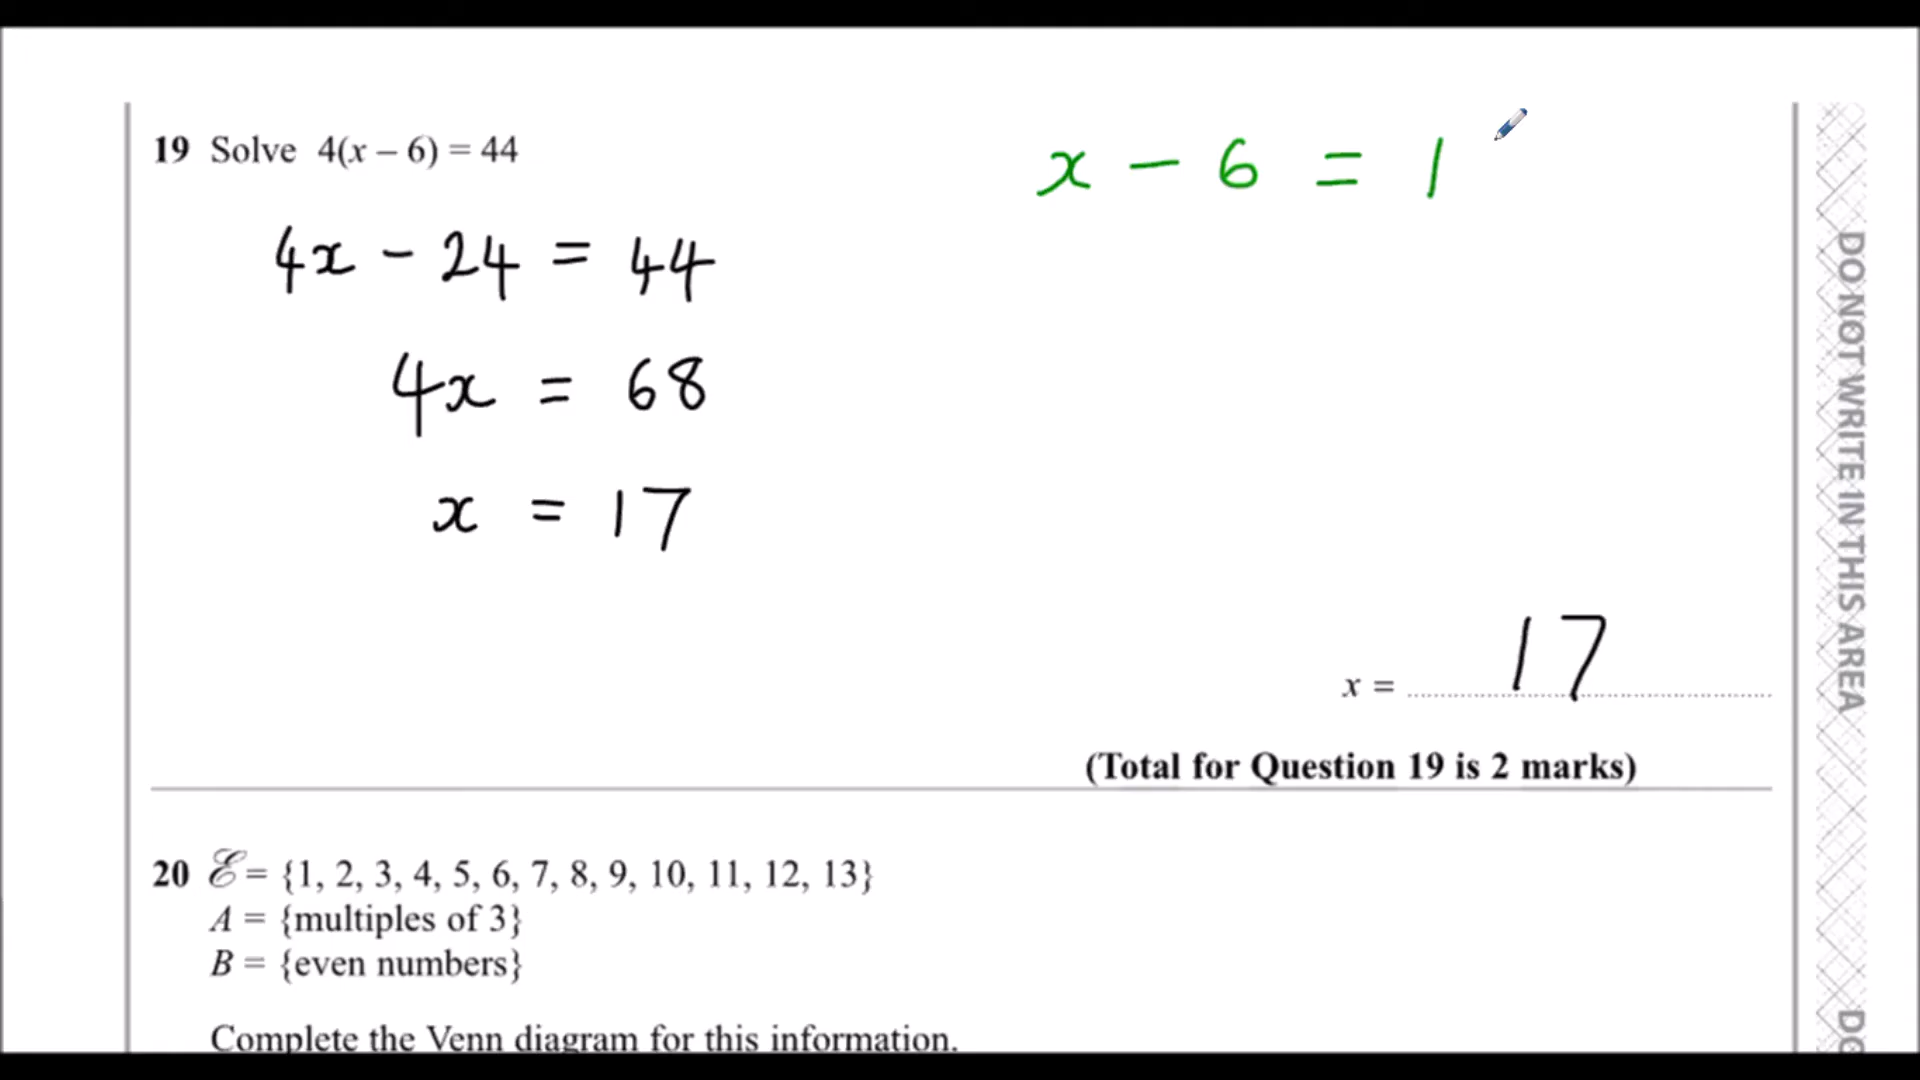 19 Solve 4(x – 6) = 44
x - 6 = 1
4x - 24 = 44
4x = 68
x = 17
x = 17
(Total for Question 19 is 2 marks)
20 ℰ = {1, 2, 3, 4, 5, 6, 7, 8, 9, 10, 11, 12, 13}
A = {multiples of 3}
B = {even numbers}
Complete the Venn diagram for this information.
DO NOT WRITE IN THIS AREA
DO